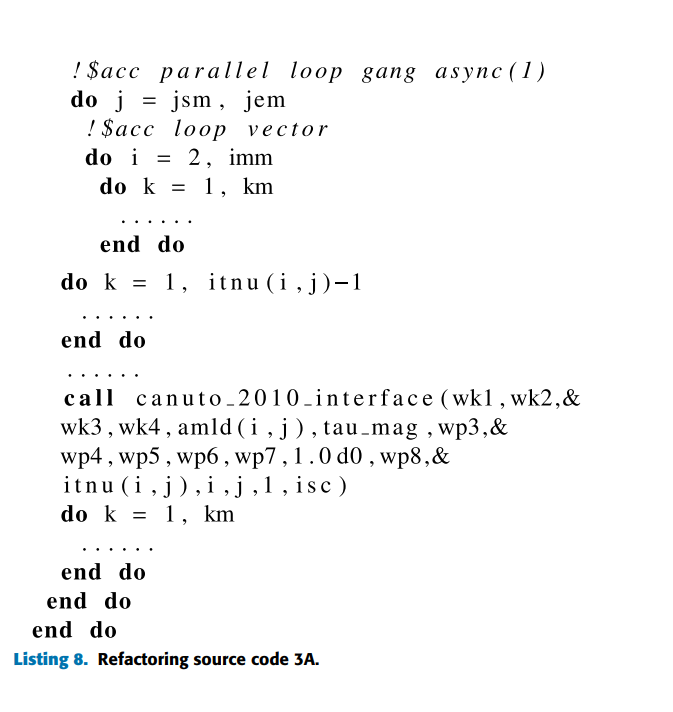 !$acc parallel loop gang async(1)
do j = jsm, jem
!$acc loop vector
do i = 2, imm
do k = 1, km
......
end do
do k = 1, itnu(i,j)−1
......
end do
......
call canuto_2010_interface(wk1,wk2,&
wk3,wk4,amld(i,j),tau_mag,wp3,&
wp4,wp5,wp6,wp7,1.0d0,wp8,&
itnu(i,j),i,j,1,isc)
do k = 1, km
......
end do
end do
end do
Listing 8. Refactoring source code 3A.